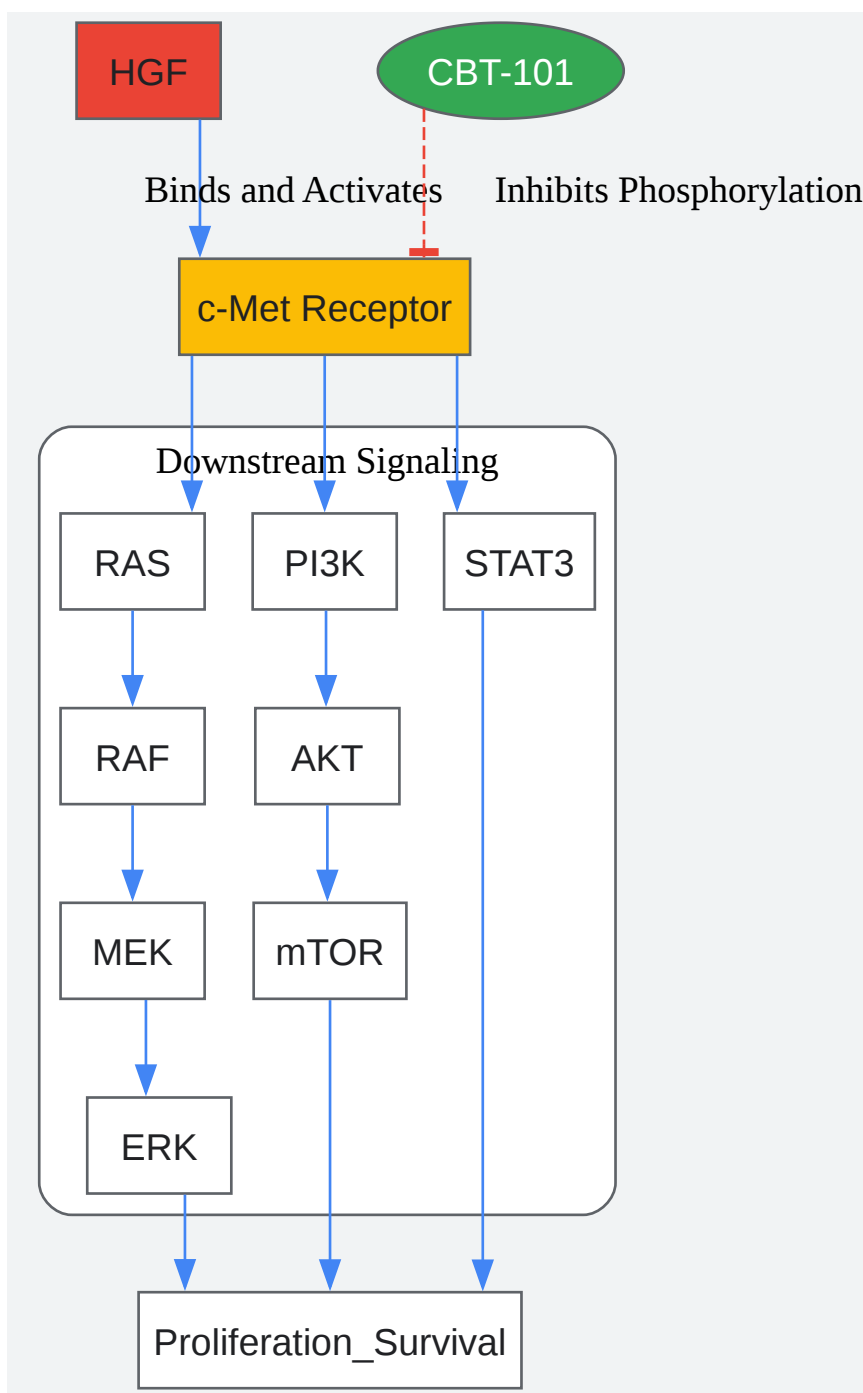 HGF
CBT-101
Binds and Activates
Inhibits Phosphorylation
c-Met Receptor
Downstream Signaling
RAS
PI3K
STAT3
RAF
AKT
MEK
mTOR
ERK
Proliferation_Survival